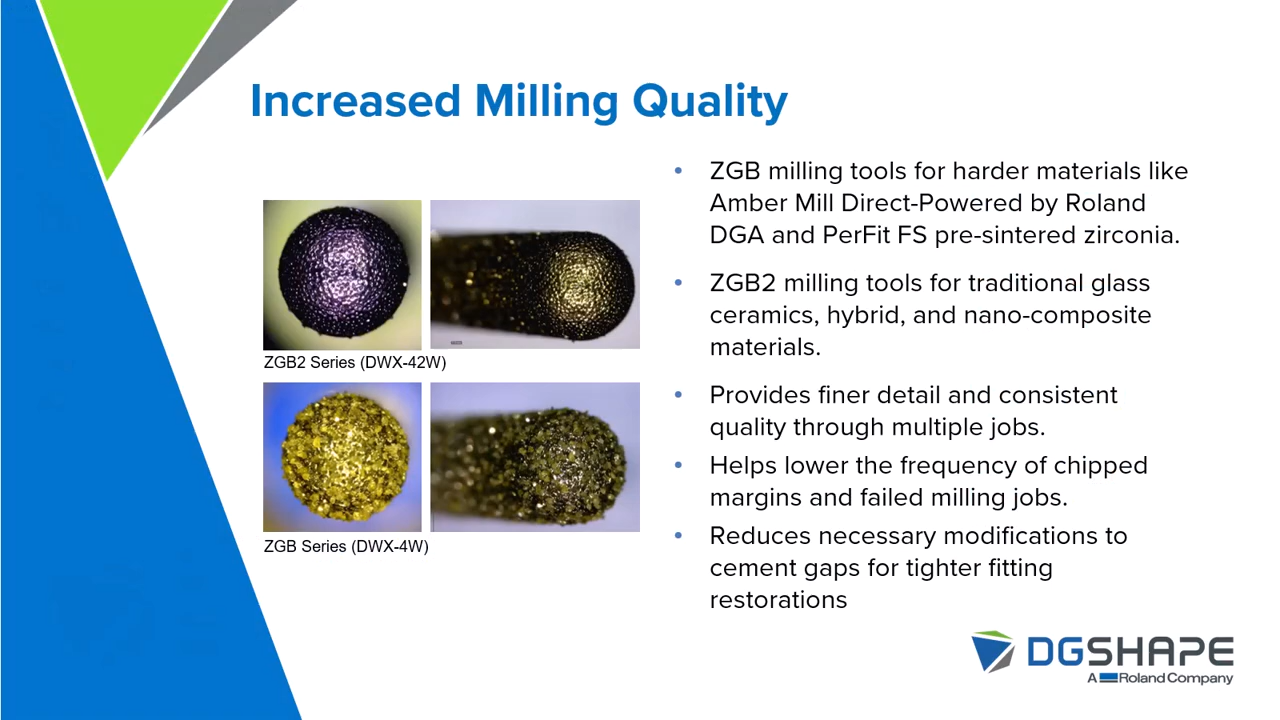 Increased Milling Quality
ZGB2 Series (DWX-42W)
ZGB Series (DWX-4W)
• ZGB milling tools for harder materials like
Amber Mill Direct-Powered by Roland
DGA and PerFit FS pre-sintered zirconia.
• ZGB2 milling tools for traditional glass
ceramics, hybrid, and nano-composite
materials.
• Provides finer detail and consistent
quality through multiple jobs.
• Helps lower the frequency of chipped
margins and failed milling jobs.
• Reduces necessary modifications to
cement gaps for tighter fitting
restorations
DGSHAPE
A Roland Company